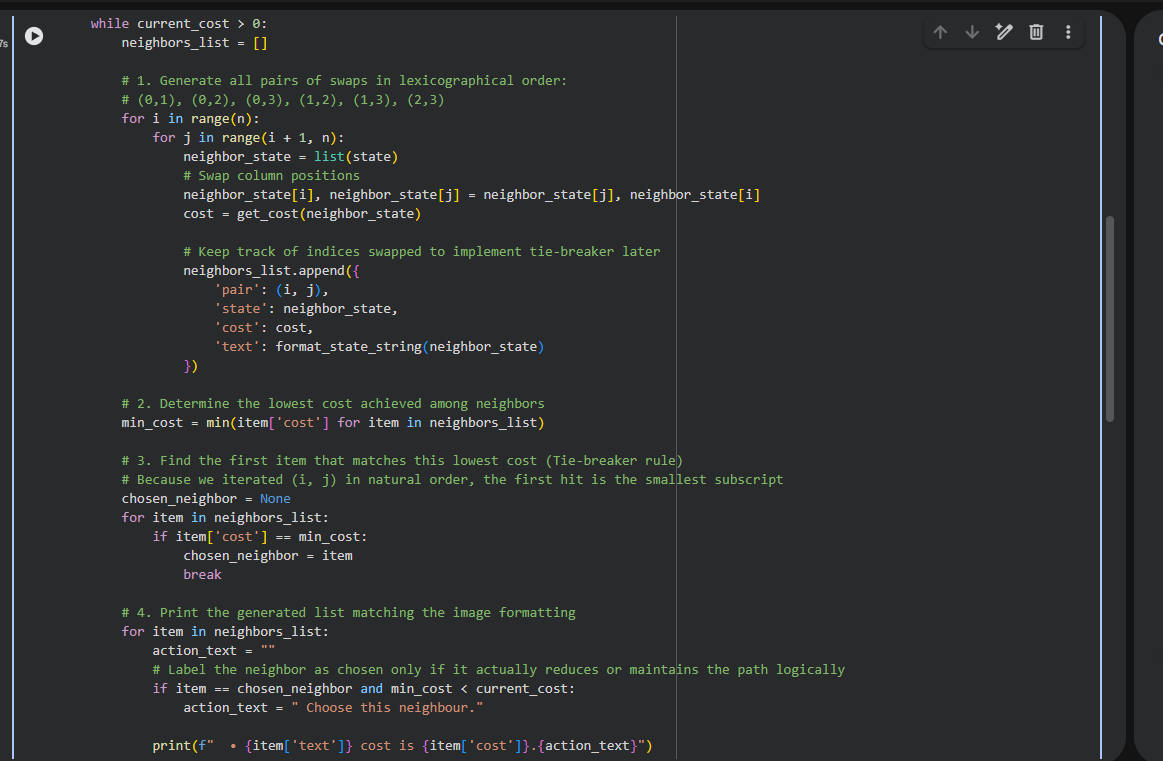 while current_cost > 0:
    neighbors_list = []

    # 1. Generate all pairs of swaps in lexicographical order:
    # (0,1), (0,2), (0,3), (1,2), (1,3), (2,3)
    for i in range(n):
        for j in range(i + 1, n):
            neighbor_state = list(state)
            # Swap column positions
            neighbor_state[i], neighbor_state[j] = neighbor_state[j], neighbor_state[i]
            cost = get_cost(neighbor_state)

            # Keep track of indices swapped to implement tie-breaker later
            neighbors_list.append({
                'pair': (i, j),
                'state': neighbor_state,
                'cost': cost,
                'text': format_state_string(neighbor_state)
            })

    # 2. Determine the lowest cost achieved among neighbors
    min_cost = min(item['cost'] for item in neighbors_list)

    # 3. Find the first item that matches this lowest cost (Tie-breaker rule)
    # Because we iterated (i, j) in natural order, the first hit is the smallest subscript
    chosen_neighbor = None
    for item in neighbors_list:
        if item['cost'] == min_cost:
            chosen_neighbor = item
            break

    # 4. Print the generated list matching the image formatting
    for item in neighbors_list:
        action_text = ""
        # Label the neighbor as chosen only if it actually reduces or maintains the path logically
        if item == chosen_neighbor and min_cost < current_cost:
            action_text = " Choose this neighbour."

        print(f"  • {item['text']} cost is {item['cost']}.{action_text}")